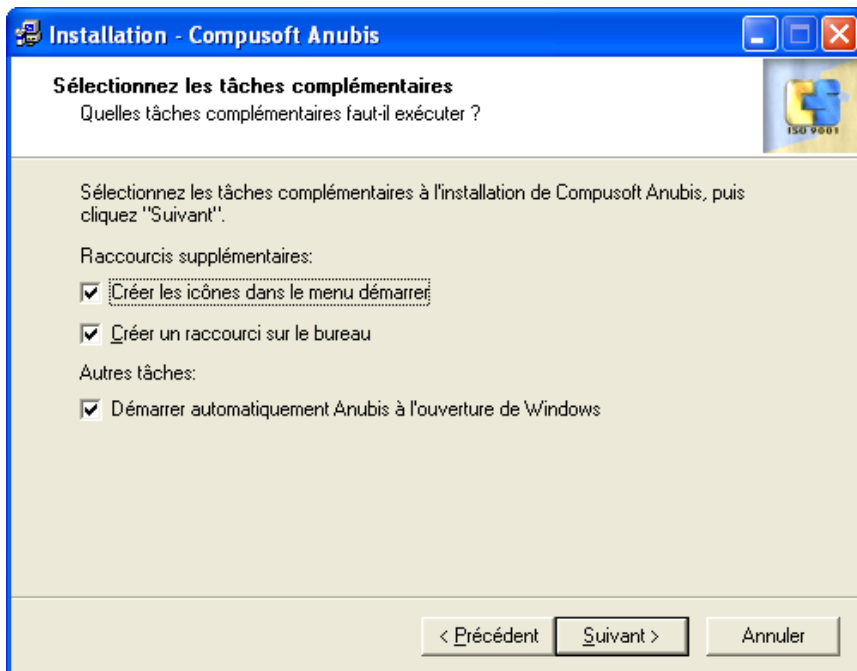 Installation - Compusoft Anubis
Sélectionnez les tâches complémentaires
Quelles tâches complémentaires faut-il exécuter ?
ISO 9001
Sélectionnez les tâches complémentaires à l'installation de Compusoft Anubis, puis
cliquez "Suivant".
Raccourcis supplémentaires:
Créer les icônes dans le menu démarrer
Créer un raccourci sur le bureau
Autres tâches:
Démarrer automatiquement Anubis à l'ouverture de Windows
< Précédent Suivant > Annuler